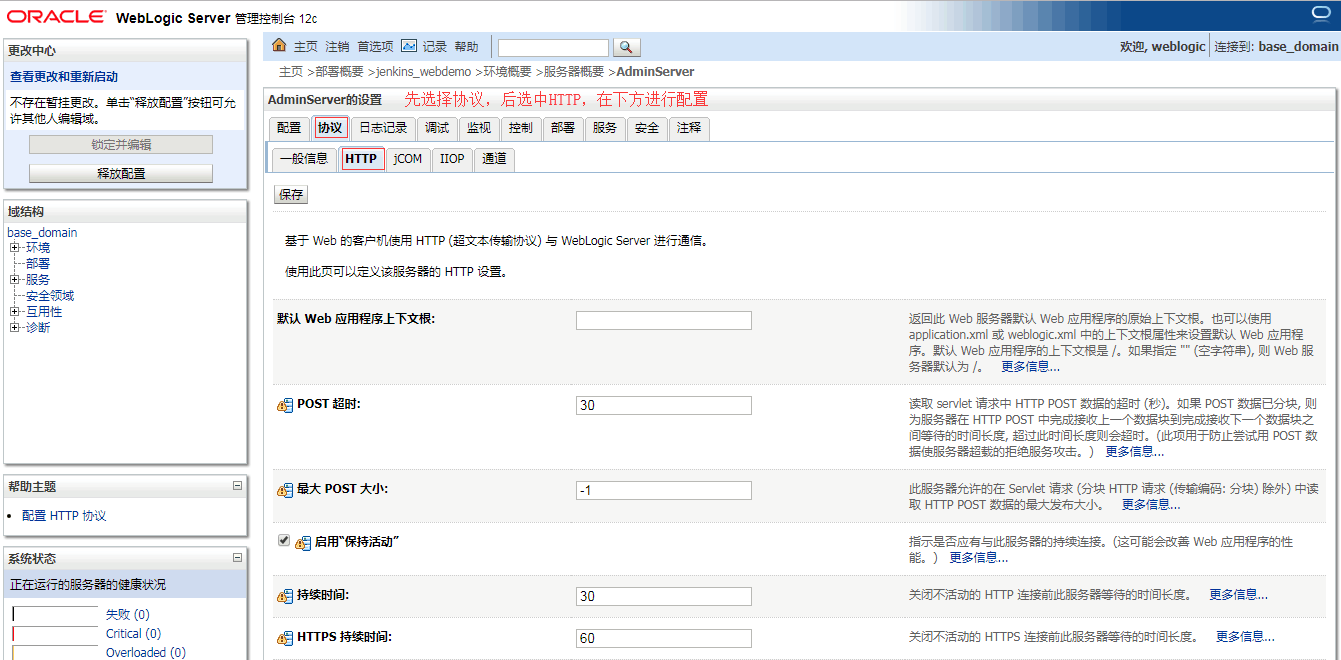 ORACLE WebLogic Server 管理控制台 12c
更改中心
查看更改和重新启动
不存在暂挂更改。单击“释放配置”按钮可允
许其他人编辑域。
锁定并编辑
释放配置
域结构
base_domain
环境
部署
服务
安全领域
互用性
诊断
帮助主题
配置 HTTP 协议
系统状态
正在运行的服务器的健康状况
失败 (0)
Critical (0)
Overloaded (0)
主页 注销 首选项 记录 帮助
欢迎, weblogic 连接到: base_domain
主页 >部署概要 >jenkins_webdemo >环境概要 >服务器概要 >AdminServer
AdminServer的设置 先选择协议，后选中HTTP，在下方进行配置
配置 协议 日志记录 调试 监视 控制 部署 服务 安全 注释
一般信息 HTTP jCOM IIOP 通道
保存
基于 Web 的客户机使用 HTTP (超文本传输协议) 与 WebLogic Server 进行通信。
使用此页可以定义该服务器的 HTTP 设置。
默认 Web 应用程序上下文根:
返回此 Web 服务器默认 Web 应用程序的原始上下文根。也可以使用
application.xml 或 weblogic.xml 中的上下文根属性来设置默认 Web 应用程
序。默认 Web 应用程序的上下文根是 /。如果指定 "" (空字符串), 则 Web 服
务器默认为 /。 更多信息...
POST 超时: 30
读取 servlet 请求中 HTTP POST 数据的超时 (秒)。如果 POST 数据已分块, 则
为服务器在 HTTP POST 中完成接收上一个数据块到完成接收下一个数据块之
间等待的时间长度, 超过此时间长度则会超时。(此项用于防止尝试用 POST 数
据使服务器超载的拒绝服务攻击。) 更多信息...
最大 POST 大小: -1
此服务器允许的在 Servlet 请求 (分块 HTTP 请求 (传输编码: 分块) 除外) 中读
取 HTTP POST 数据的最大发布大小。 更多信息...
启用“保持活动”
指示是否应有与此服务器的持续连接。(这可能会改善 Web 应用程序的性
能。) 更多信息...
持续时间: 30
关闭不活动的 HTTP 连接前此服务器等待的时间长度。 更多信息...
HTTPS 持续时间: 60
关闭不活动的 HTTPS 连接前此服务器等待的时间长度。 更多信息...